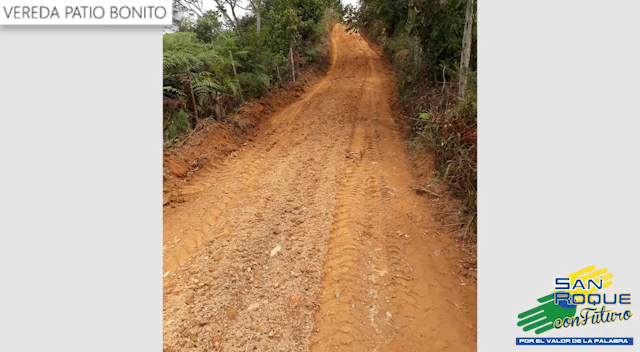 VEREDA PATIO BONITO
SAN
ROQUE
conFuturo
POR EL VALOR DE LA PALABRA